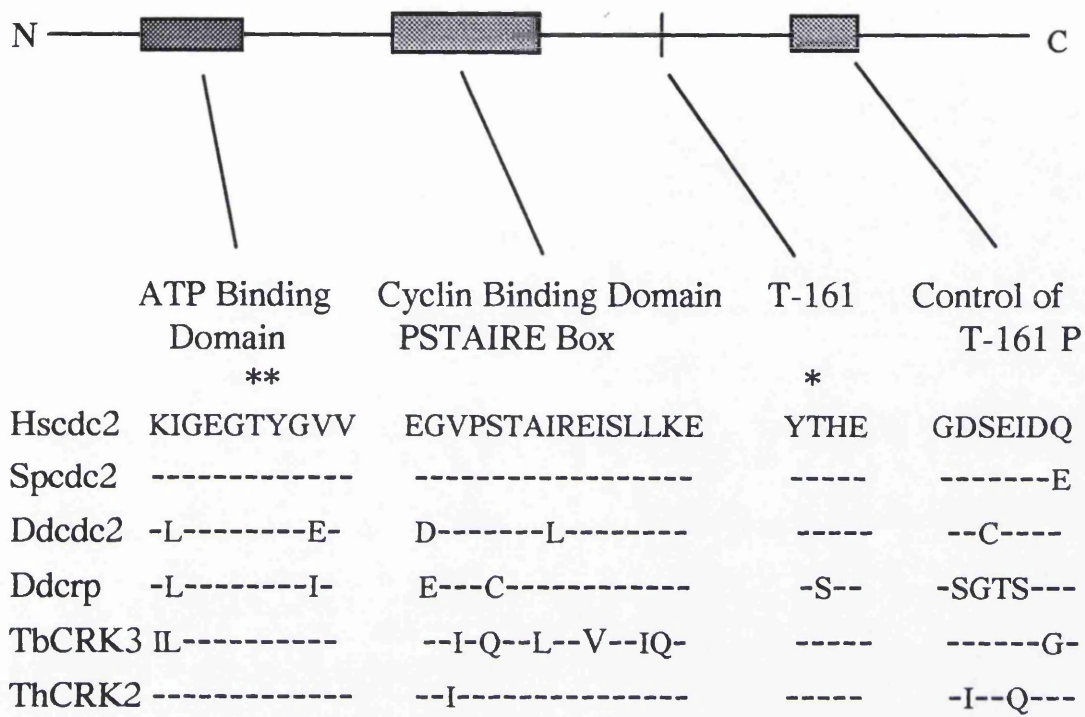 N C
ATP Binding Cyclin Binding Domain T-161 Control of
Domain PSTAIRE Box T-161 P
** *
Hscdc2 KIGEGTYGVV EGVPSTAIREISLLKE YTHE GDSEIDQ
Spcdc2 ---------- ---------------- ----- -------E
Ddcdc2 -L-------E- D------L-------- ----- --C----
Ddcrp -L-------I- E---C----------- -S-- -SGTS---
TbCRK3 IL--------- --I-Q--L--V--IQ- ----- ------G-
ThCRK2 ----------- --I------------- ----- -I--Q---